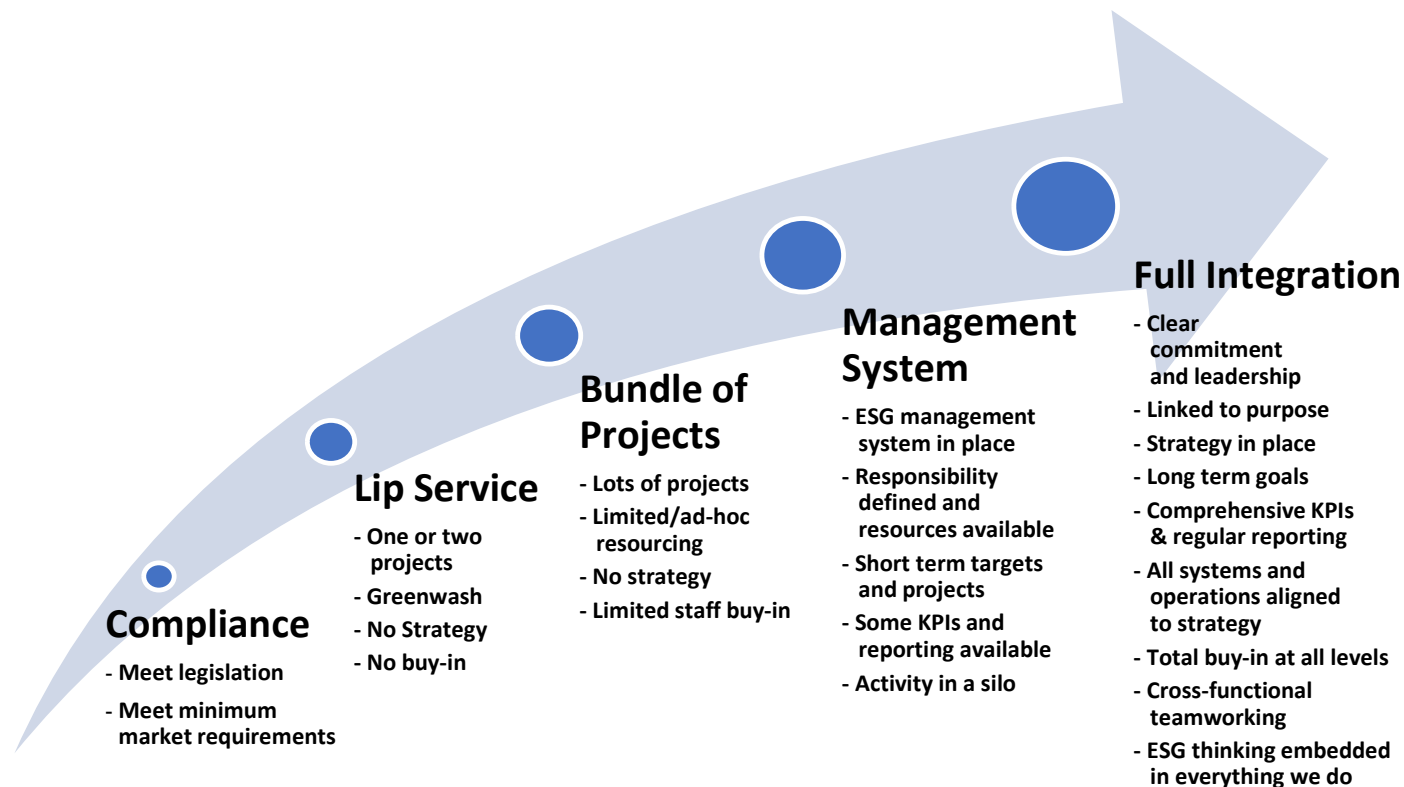 Compliance
- Meet legislation
- Meet minimum
market requirements
Lip Service
- One or two
projects
- Greenwash
- No Strategy
- No buy-in
Bundle of
Projects
- Lots of projects
- Limited/ad-hoc
resourcing
- No strategy
- Limited staff buy-in
Management
System
- ESG management
system in place
- Responsibility
defined and
resources available
- Short term targets
and projects
- Some KPIs and
reporting available
- Activity in a silo
Full Integration
- Clear
commitment
and leadership
- Linked to purpose
- Strategy in place
- Long term goals
- Comprehensive KPIs
& regular reporting
- All systems and
operations aligned
to strategy
- Total buy-in at all levels
- Cross-functional
teamworking
- ESG thinking embedded
in everything we do